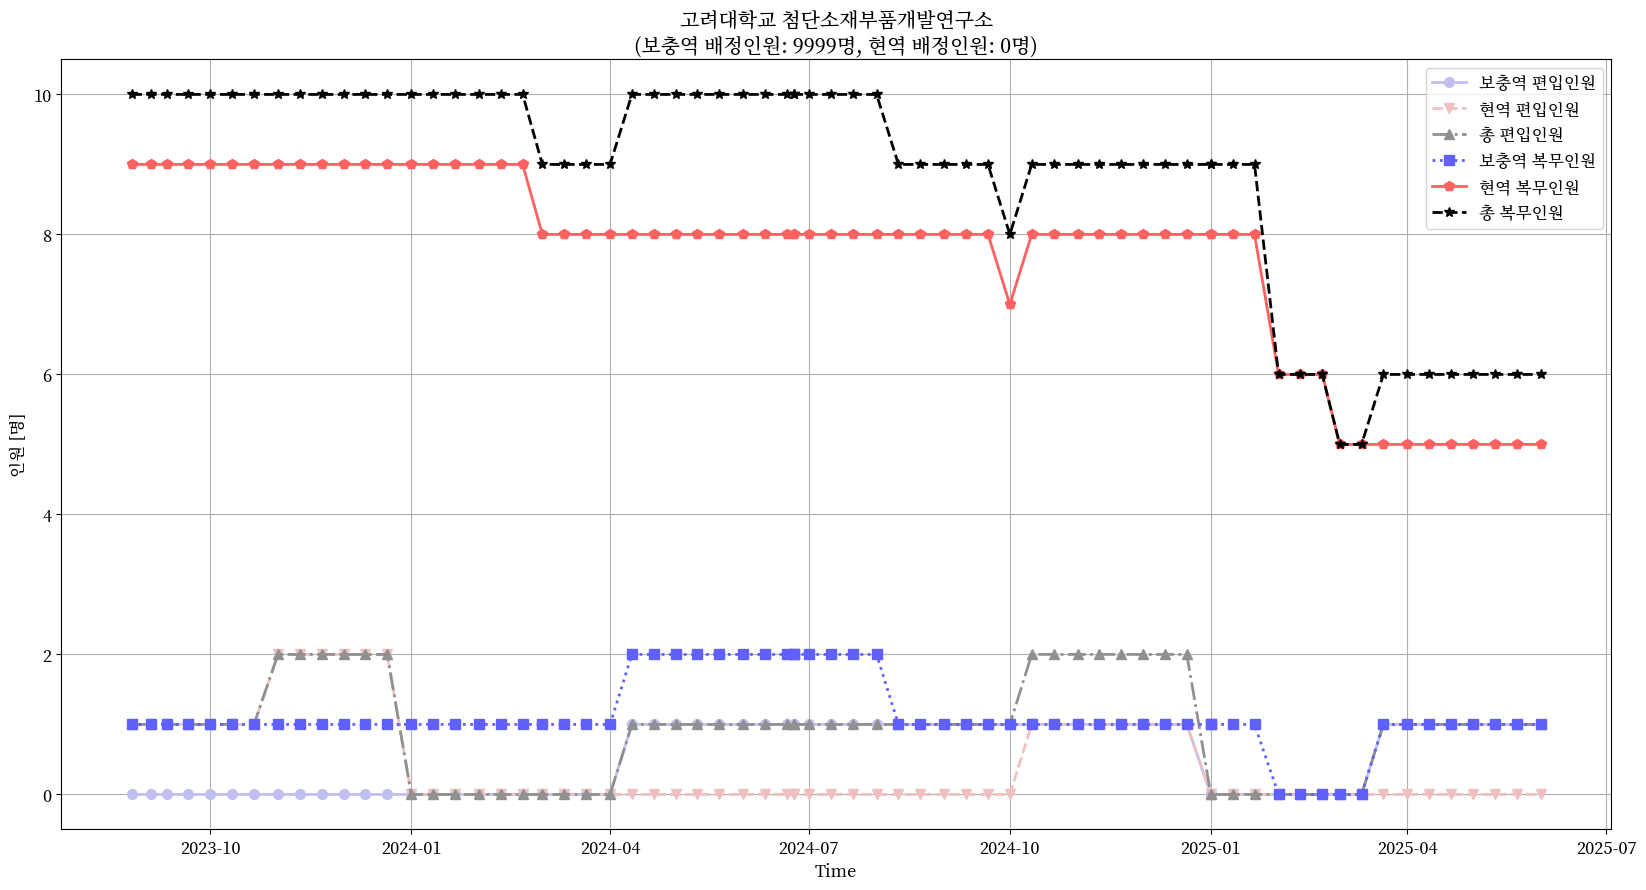 고려대학교 첨단소재부품개발연구소
(보충역 배정인원: 9999명, 현역 배정인원: 0명)
보충역 편입인원
현역 편입인원
총 편입인원
보충역 복무인원
현역 복무인원
총 복무인원
인원 [명]
10
8
6
4
2
0
2023-10
2024-01
2024-04
2024-07
2024-10
2025-01
2025-04
2025-07
Time